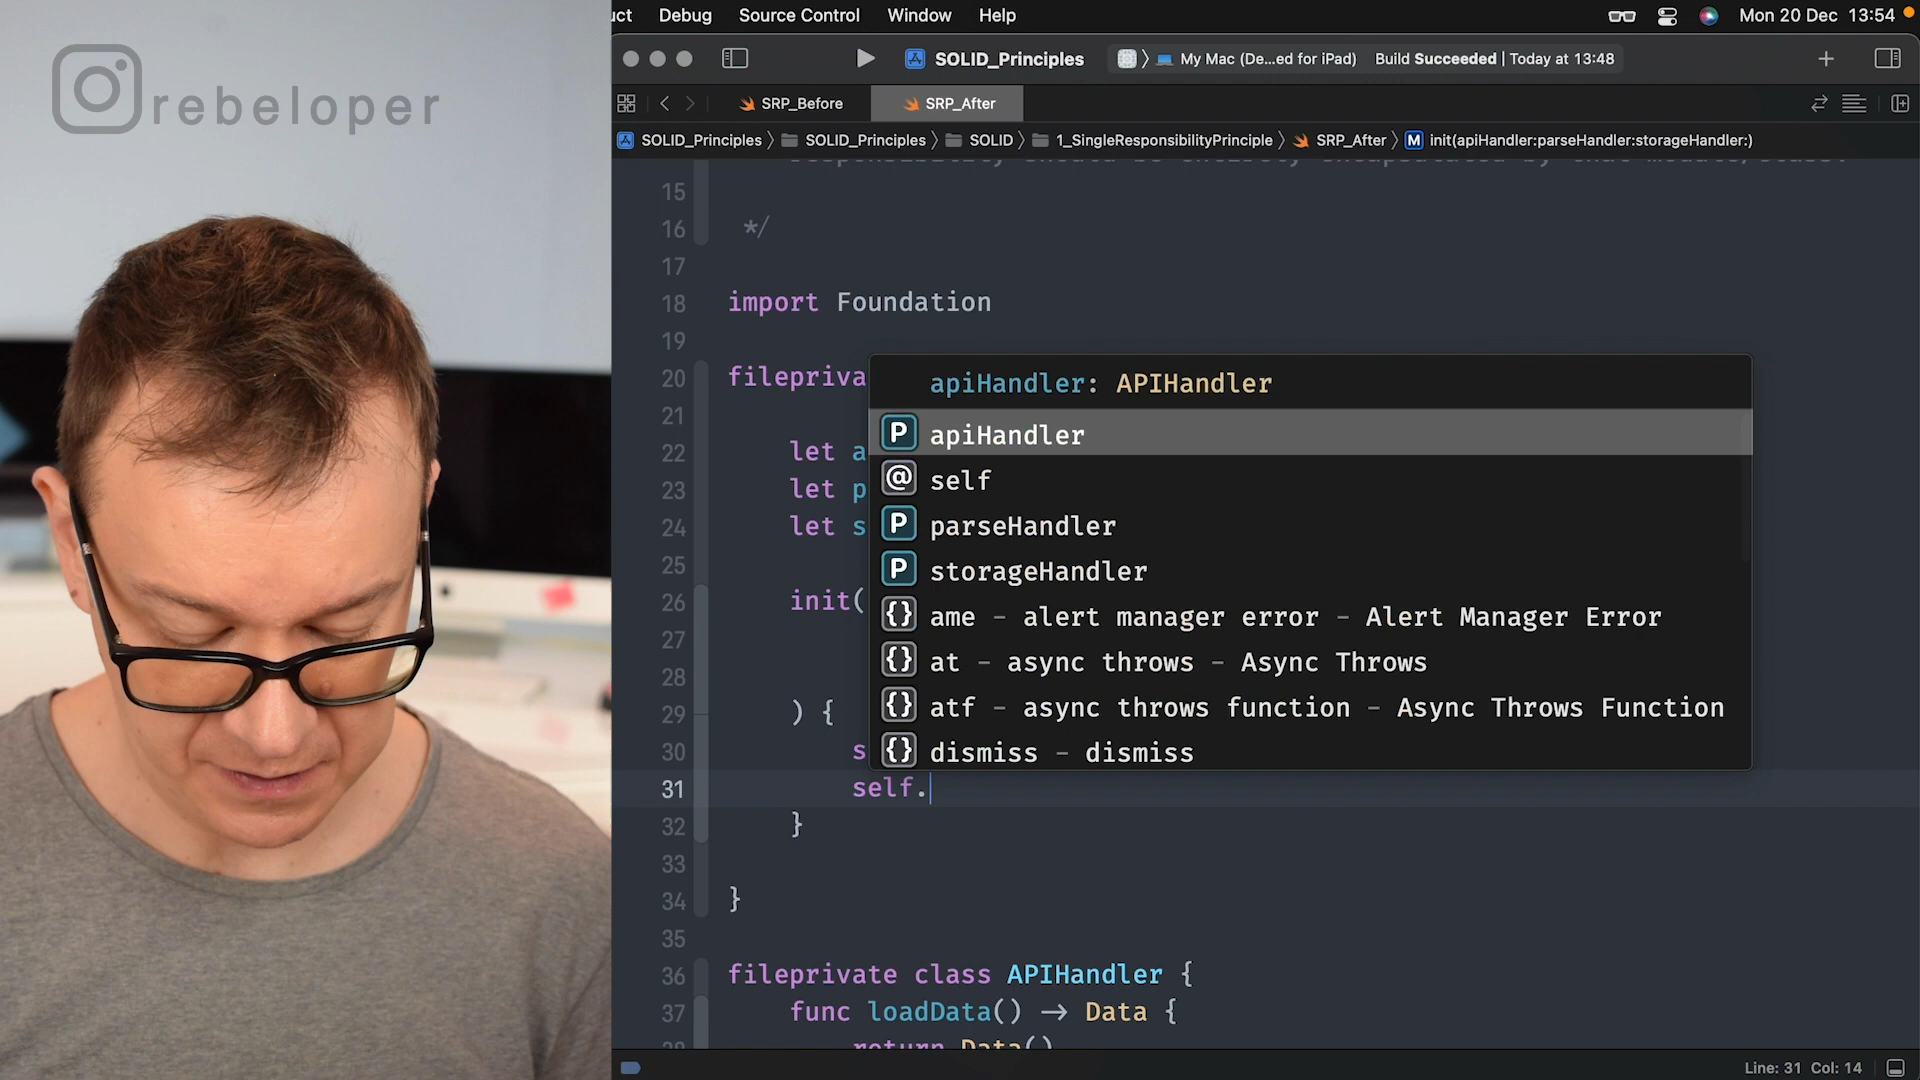 rebeloper
uct Debug Source Control Window Help Mon 20 Dec 13:54
SOLID_Principles My Mac (De...ed for iPad) Build Succeeded | Today at 13:48
SRP_Before SRP_After
SOLID_Principles SOLID_Principles SOLID 1_SingleResponsibilityPrinciple SRP_After M init(apiHandler:parseHandler:storageHandler:)
15
16 */
17
18 import Foundation
19
20 filepriva
21
22 let a
23 let p
24 let s
25
26 init(
27
28
29 ) {
30 s
31 self.
32 }
33
34 }
35
36 fileprivate class APIHandler {
37 func loadData() -> Data {
38 return Data()
apiHandler: APIHandler
P apiHandler
@ self
P parseHandler
P storageHandler
{} ame - alert manager error - Alert Manager Error
{} at - async throws - Async Throws
{} atf - async throws function - Async Throws Function
{} dismiss - dismiss
Line: 31 Col: 14